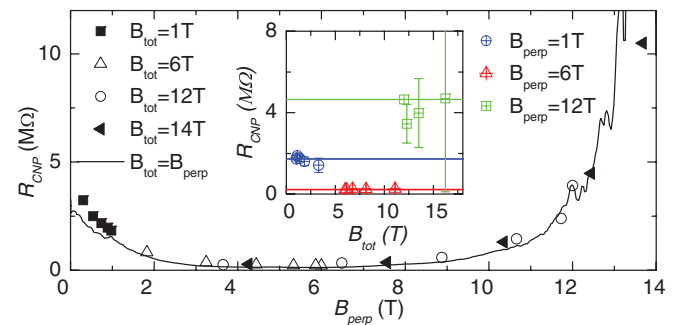 10
5
0
R_CNP (MΩ)
B_tot=1T
B_tot=6T
B_tot=12T
B_tot=14T
B_tot=B_perp
8
4
0
R_CNP (MΩ)
0 5 10 15
B_tot (T)
B_perp=1T
B_perp=6T
B_perp=12T
0 2 4 6 8 10 12 14
B_perp (T)